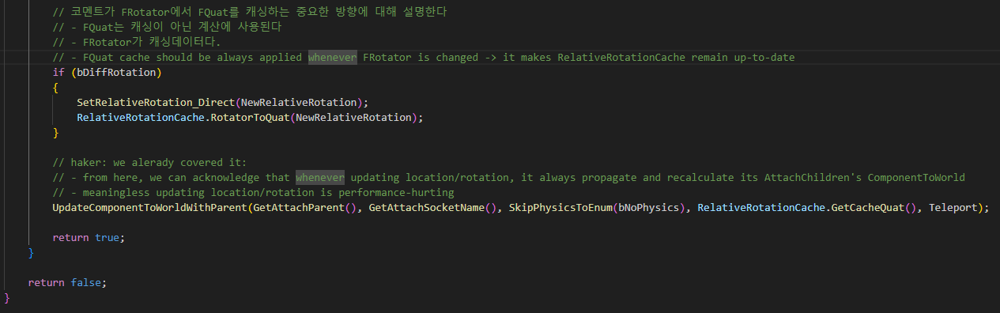 // 코멘트가 FRotator에서 FQuat를 캐싱하는 중요한 방향에 대해 설명한다
// - FQuat는 캐싱이 아닌 계산에 사용된다
// - FRotator가 캐싱데이터다.
// - FQuat cache should be always applied whenever FRotator is changed -> it makes RelativeRotationCache remain up-to-date
if (bDiffRotation)
{
SetRelativeRotation_Direct(NewRelativeRotation);
RelativeRotationCache.RotatorToQuat(NewRelativeRotation);
}
// haker: we alerady covered it:
// - from here, we can acknowledge that whenever updating location/rotation, it always propagate and recalculate its AttachChildren's ComponentToWorld
// - meaningless updating location/rotation is performance-hurting
UpdateComponentToWorldWithParent(GetAttachParent(), GetAttachSocketName(), SkipPhysicsToEnum(bNoPhysics), RelativeRotationCache.GetCacheQuat(), Teleport);
return true;
}
return false;
}